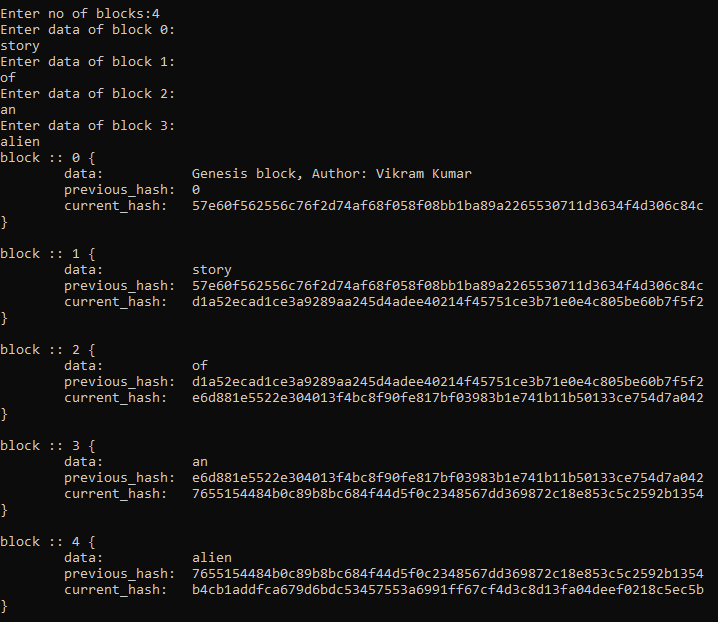 Enter no of blocks:4
Enter data of block 0:
story
Enter data of block 1:
of
Enter data of block 2:
an
Enter data of block 3:
alien
block :: 0 {
        data:           Genesis block, Author: Vikram Kumar
        previous_hash:  0
        current_hash:   57e60f562556c76f2d74af68f058f08bb1ba89a2265530711d3634f4d306c84c
}

block :: 1 {
        data:           story
        previous_hash:  57e60f562556c76f2d74af68f058f08bb1ba89a2265530711d3634f4d306c84c
        current_hash:   d1a52ecad1ce3a9289aa245d4adee40214f45751ce3b71e0e4c805be60b7f5f2
}

block :: 2 {
        data:           of
        previous_hash:  d1a52ecad1ce3a9289aa245d4adee40214f45751ce3b71e0e4c805be60b7f5f2
        current_hash:   e6d881e5522e304013f4bc8f90fe817bf03983b1e741b11b50133ce754d7a042
}

block :: 3 {
        data:           an
        previous_hash:  e6d881e5522e304013f4bc8f90fe817bf03983b1e741b11b50133ce754d7a042
        current_hash:   7655154484b0c89b8bc684f44d5f0c2348567dd369872c18e853c5c2592b1354
}

block :: 4 {
        data:           alien
        previous_hash:  7655154484b0c89b8bc684f44d5f0c2348567dd369872c18e853c5c2592b1354
        current_hash:   b4cb1addfca679d6bdc53457553a6991ff67cf4d3c8d13fa04deef0218c5ec5b
}